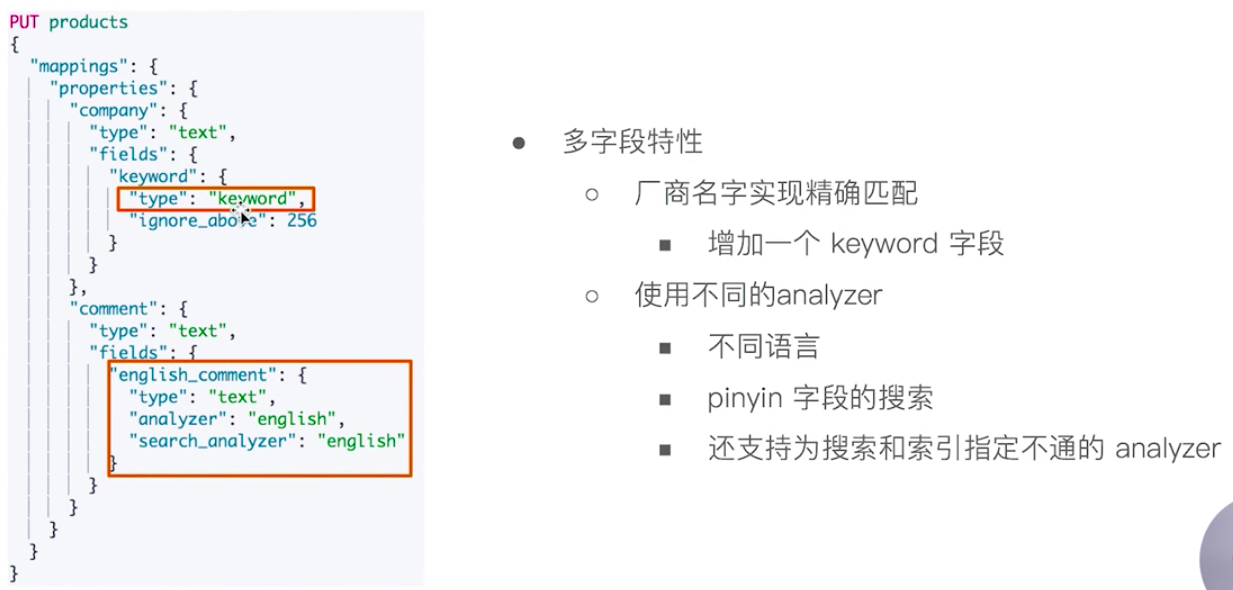 PUT products
{
"mappings": {
"properties": {
"company": {
"type": "text",
"fields": {
"keyword": {
"type": "keyword",
"ignore_above": 256
}
}
},
"comment": {
"type": "text",
"fields": {
"english_comment": {
"type": "text",
"analyzer": "english",
"search_analyzer": "english"
}
}
}
}
}
}
多字段特性
厂商名字实现精确匹配
增加一个 keyword 字段
使用不同的analyzer
不同语言
pinyin 字段的搜索
还支持为搜索和索引指定不通的 analyzer